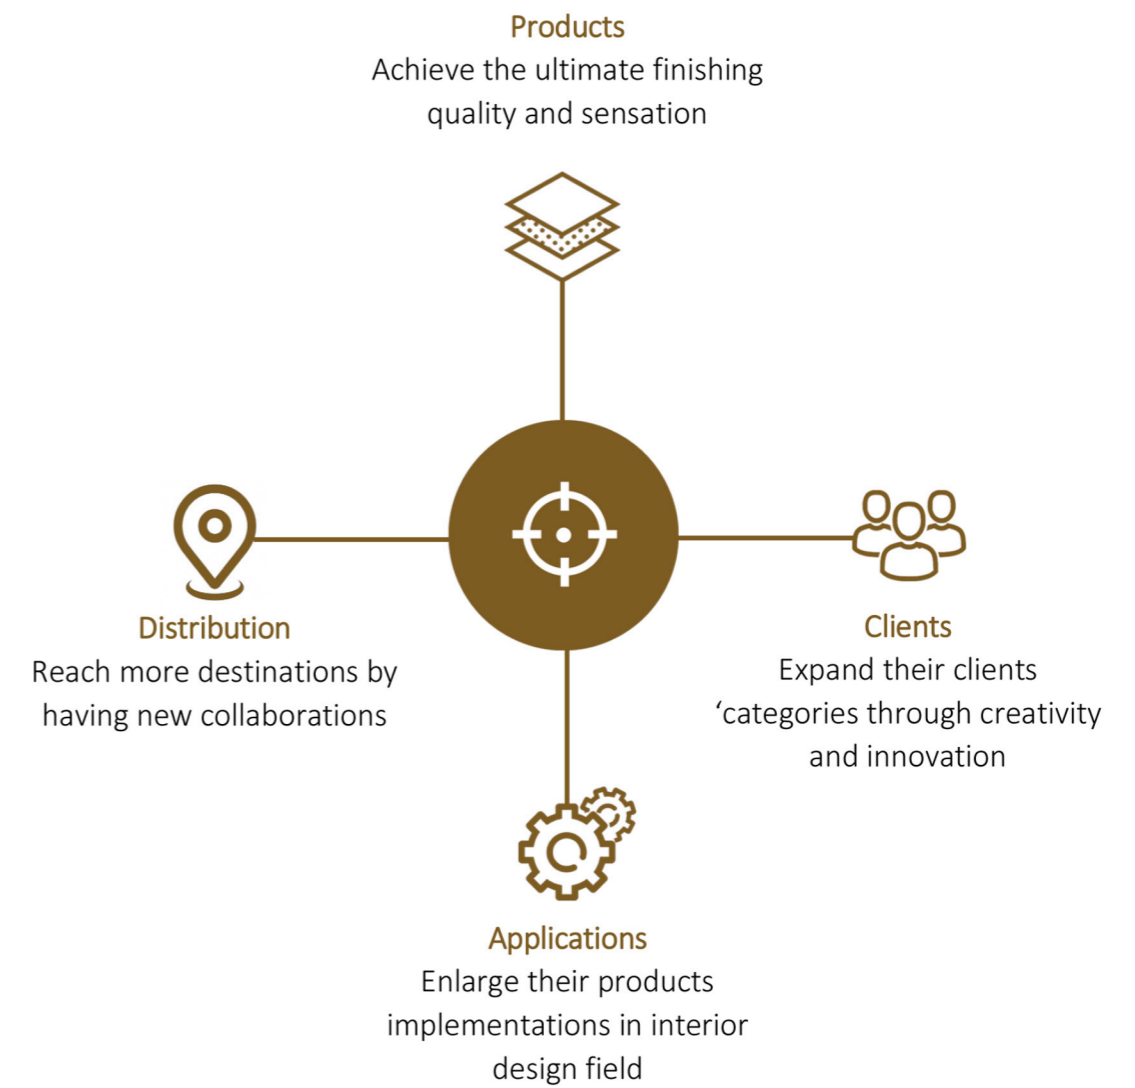 Products
Achieve the ultimate finishing
quality and sensation
Distribution
Reach more destinations by
having new collaborations
Clients
Expand their clients
‘categories through creativity
and innovation
Applications
Enlarge their products
implementations in interior
design field